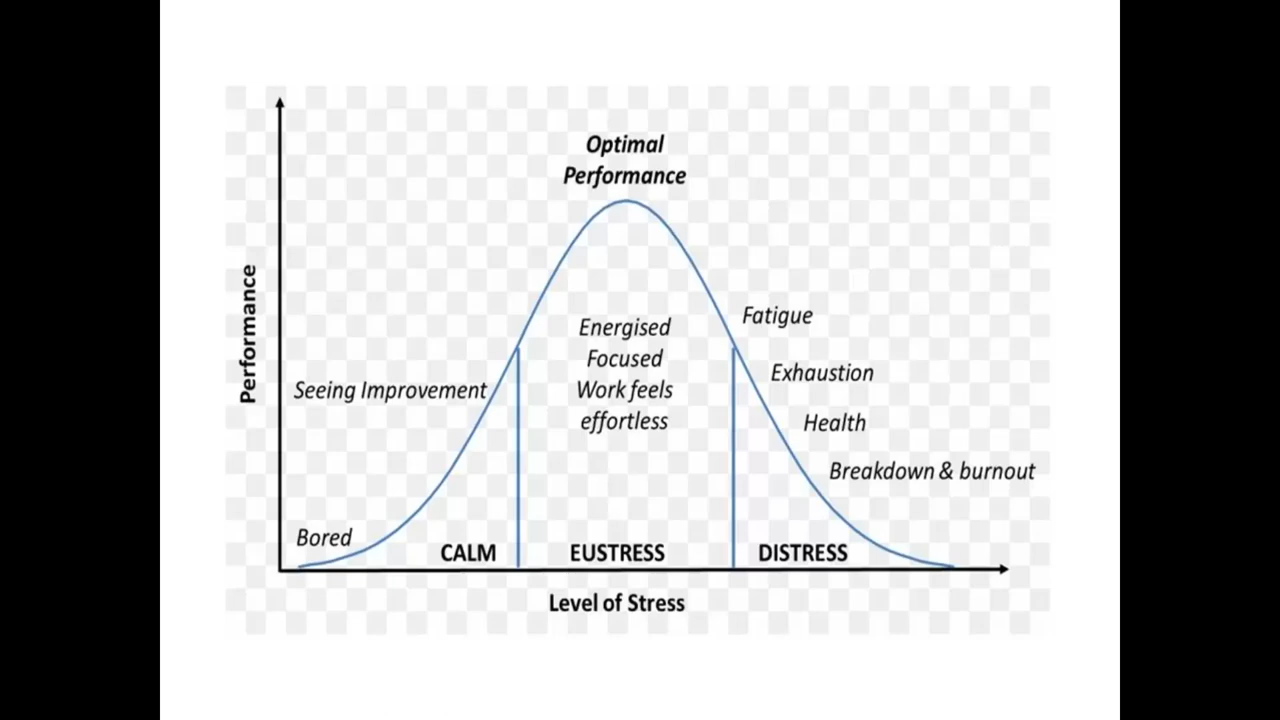 Optimal
Performance
Performance
Energised
Focused
Work feels
effortless
Fatigue
Exhaustion
Seeing Improvement
Health
Breakdown & burnout
Bored
CALM
EUSTRESS
DISTRESS
Level of Stress